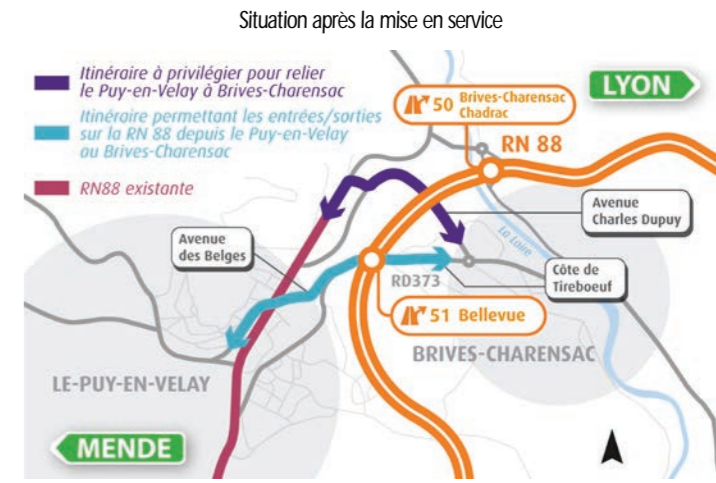 Situation après la mise en service
Itinéraire à privilégier pour relier
le Puy-en-Velay à Brives-Charensac
Itinéraire permettant les entrées/sorties
sur la RN 88 depuis le Puy-en-Velay
ou Brives-Charensac
RN88 existante
LYON
50 Brives-Charensac
Chadrac
RN 88
Avenue
Charles Dupuy
La Loire
Avenue
des Belges
Côte de
Tireboeuf
RD373
51 Bellevue
BRIVES-CHARENSAC
LE-PUY-EN-VELAY
MENDE